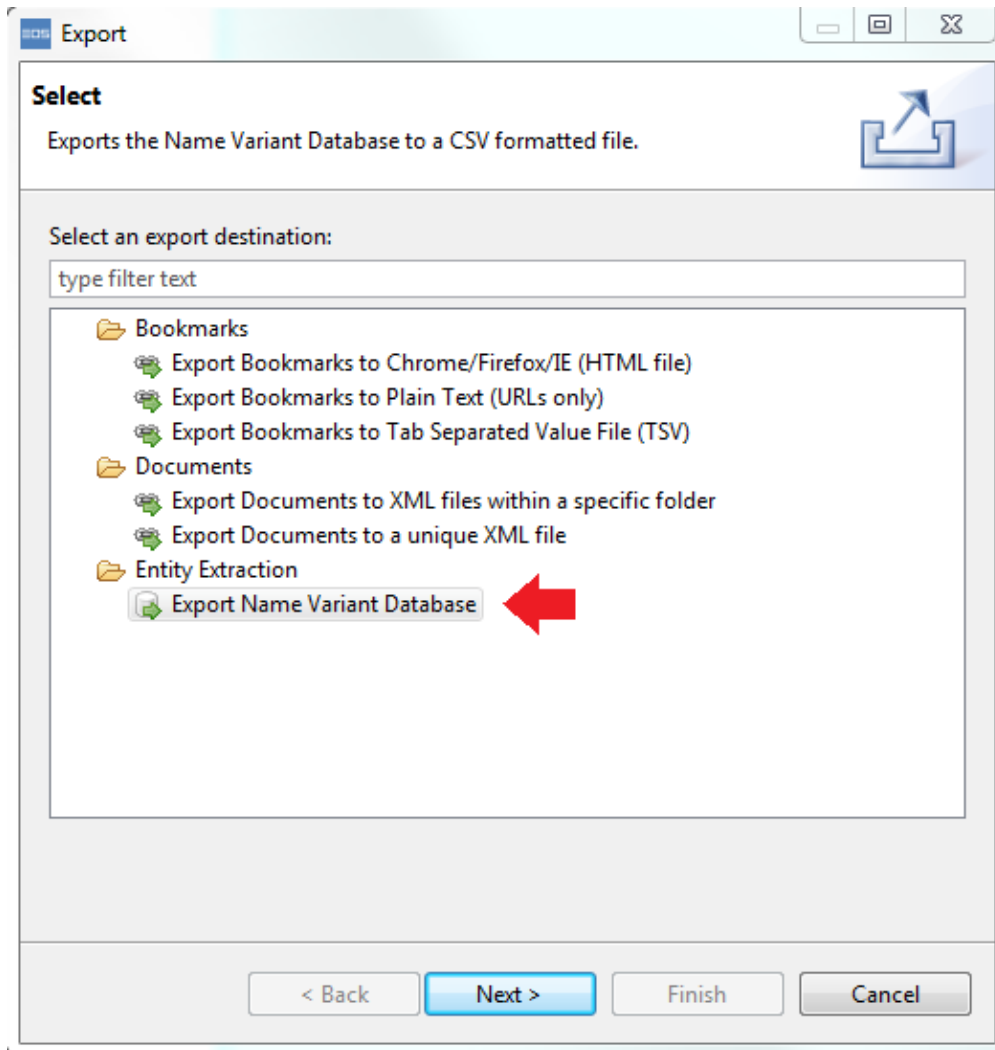 Export
Select
Exports the Name Variant Database to a CSV formatted file.
Select an export destination:
type filter text
Bookmarks
Export Bookmarks to Chrome/Firefox/IE (HTML file)
Export Bookmarks to Plain Text (URLs only)
Export Bookmarks to Tab Separated Value File (TSV)
Documents
Export Documents to XML files within a specific folder
Export Documents to a unique XML file
Entity Extraction
Export Name Variant Database
< Back Next > Finish Cancel